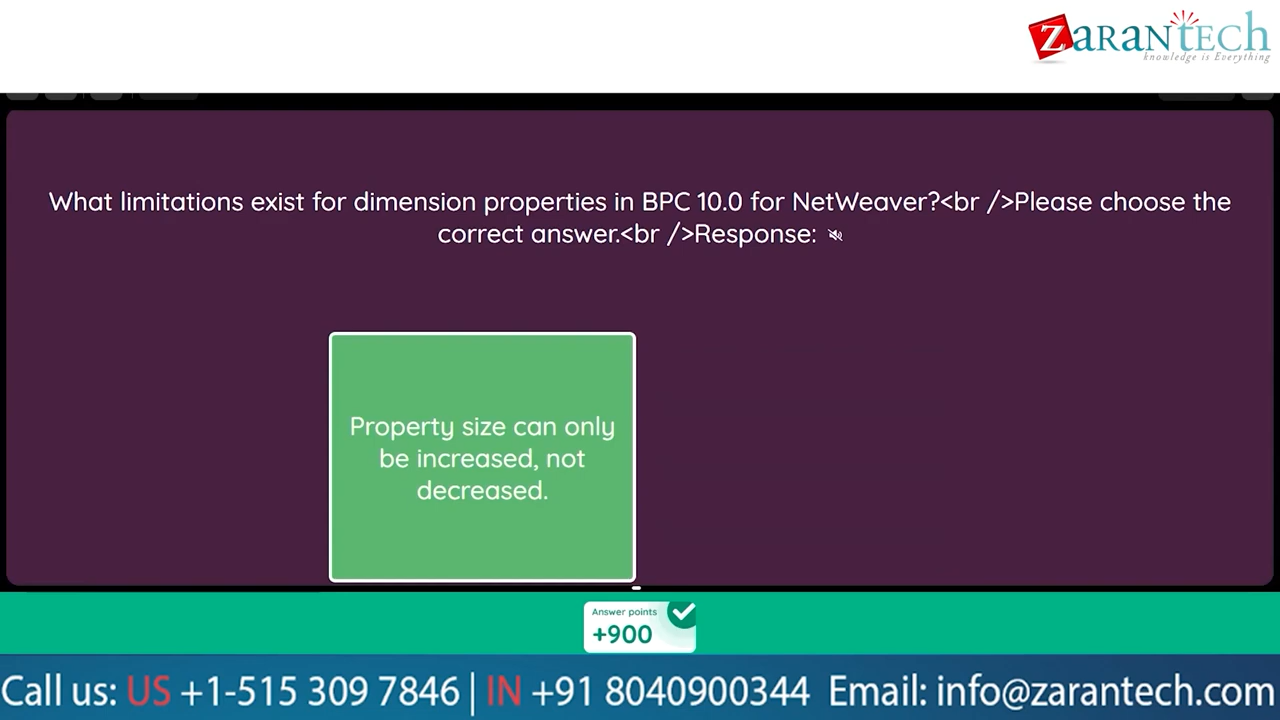 ZARANTECH
knowledge is Everything
What limitations exist for dimension properties in BPC 10.0 for NetWeaver?<br />Please choose the
correct answer.<br />Response:
Property size can only
be increased, not
decreased.
Answer points
+900
Call us: US +1-515 309 7846 | IN +91 8040900344 Email: info@zarantech.com